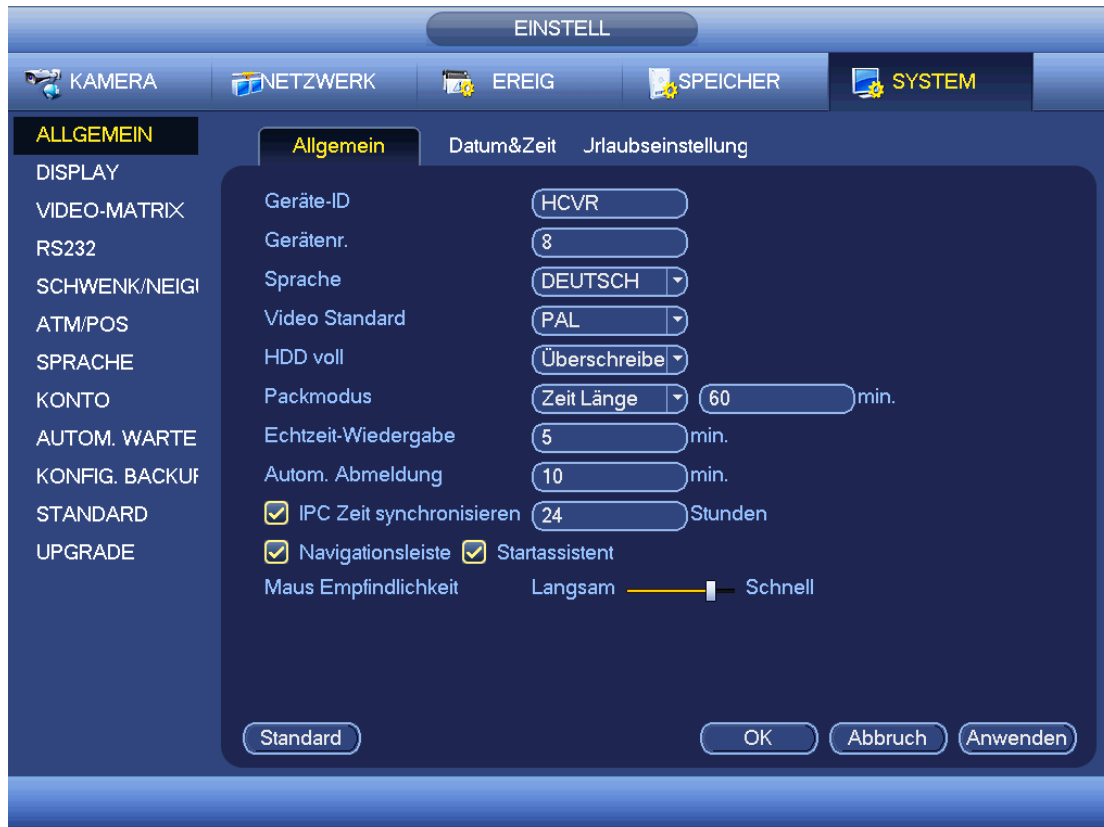 EINSTELL
KAMERA NETZWERK EREIG SPEICHER SYSTEM
ALLGEMEIN
DISPLAY
VIDEO-MATRIX
RS232
SCHWENK/NEIGU
ATM/POS
SPRACHE
KONTO
AUTOM. WARTE
KONFIG. BACKUP
STANDARD
UPGRADE
Allgemein Datum&Zeit Jrlaubseinstellung
Geräte-ID HCVR
Gerätenr. 8
Sprache DEUTSCH
Video Standard PAL
HDD voll Überschreibe
Packmodus Zeit Länge 60 min.
Echtzeit-Wiedergabe 5 min.
Autom. Abmeldung 10 min.
IPC Zeit synchronisieren 24 Stunden
Navigationsleiste Startassistent
Maus Empfindlichkeit Langsam Schnell
Standard OK Abbruch Anwenden